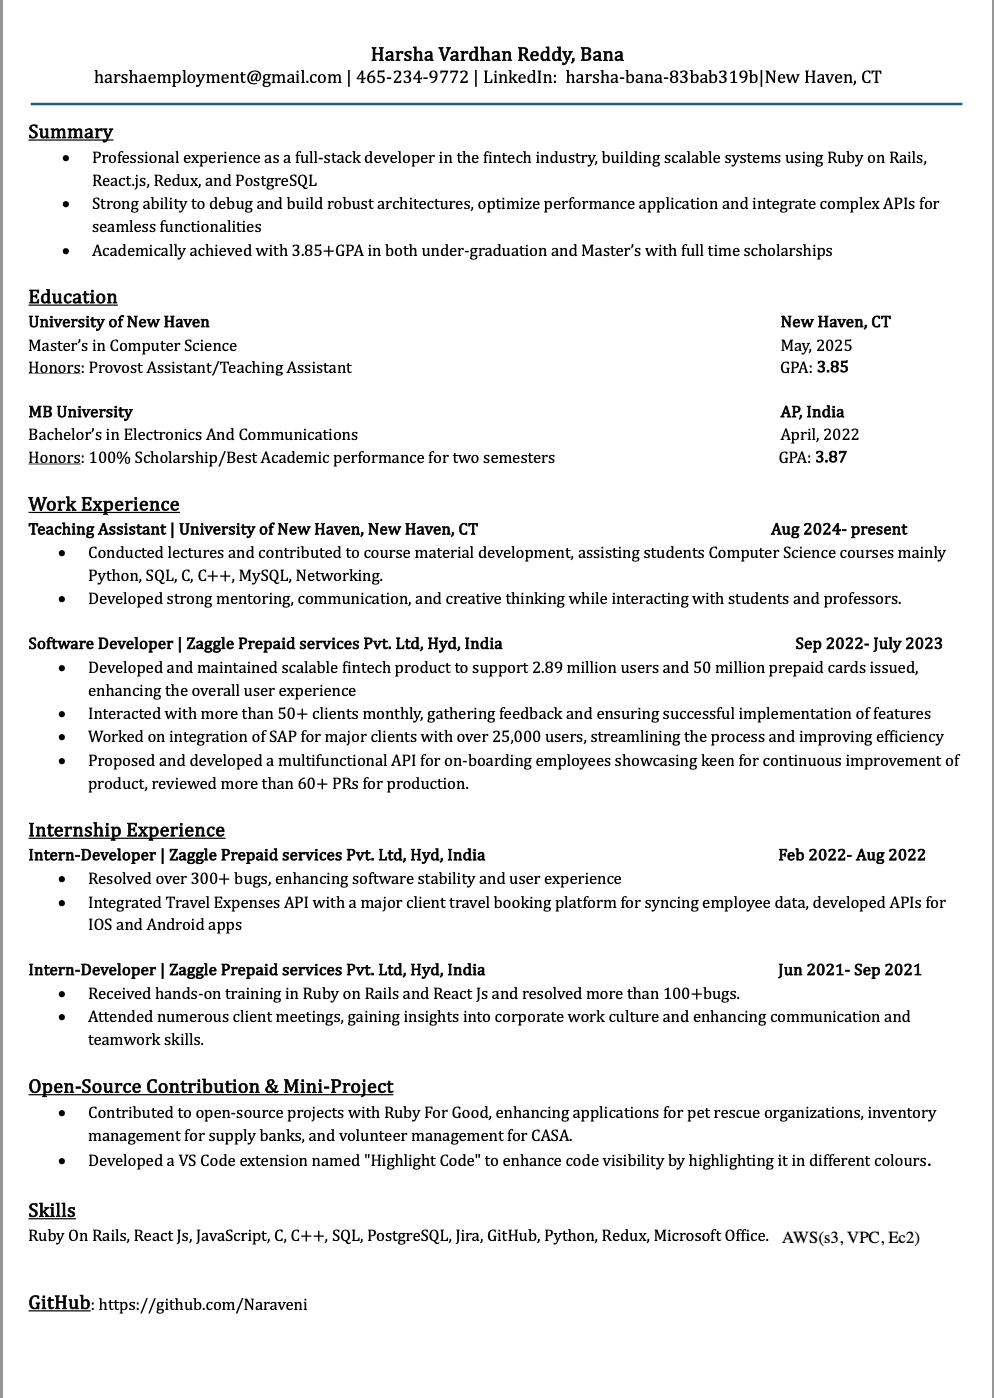 Harsha Vardhan Reddy, Bana
harshaemployment@gmail.com | 465-234-9772 | LinkedIn: harsha-bana-83bab319b|New Haven, CT
Summary
• Professional experience as a full-stack developer in the fintech industry, building scalable systems using Ruby on Rails,
React.js, Redux, and PostgreSQL
• Strong ability to debug and build robust architectures, optimize performance application and integrate complex APIs for
seamless functionalities
• Academically achieved with 3.85+GPA in both under-graduation and Master's with full time scholarships
Education
University of New Haven New Haven, CT
Master's in Computer Science May, 2025
Honors: Provost Assistant/Teaching Assistant GPA: 3.85
MB University AP, India
Bachelor's in Electronics And Communications April, 2022
Honors: 100% Scholarship/Best Academic performance for two semesters GPA: 3.87
Work Experience
Teaching Assistant | University of New Haven, New Haven, CT Aug 2024- present
• Conducted lectures and contributed to course material development, assisting students Computer Science courses mainly
Python, SQL, C, C++, MySQL, Networking.
• Developed strong mentoring, communication, and creative thinking while interacting with students and professors.
Software Developer | Zaggle Prepaid services Pvt. Ltd, Hyd, India Sep 2022- July 2023
• Developed and maintained scalable fintech product to support 2.89 million users and 50 million prepaid cards issued,
enhancing the overall user experience
• Interacted with more than 50+ clients monthly, gathering feedback and ensuring successful implementation of features
• Worked on integration of SAP for major clients with over 25,000 users, streamlining the process and improving efficiency
• Proposed and developed a multifunctional API for on-boarding employees showcasing keen for continuous improvement of
product, reviewed more than 60+ PRs for production.
Internship Experience
Intern-Developer | Zaggle Prepaid services Pvt. Ltd, Hyd, India Feb 2022- Aug 2022
• Resolved over 300+ bugs, enhancing software stability and user experience
• Integrated Travel Expenses API with a major client travel booking platform for syncing employee data, developed APIs for
IOS and Android apps
Intern-Developer | Zaggle Prepaid services Pvt. Ltd, Hyd, India Jun 2021- Sep 2021
• Received hands-on training in Ruby on Rails and React Js and resolved more than 100+bugs.
• Attended numerous client meetings, gaining insights into corporate work culture and enhancing communication and
teamwork skills.
Open-Source Contribution & Mini-Project
• Contributed to open-source projects with Ruby For Good, enhancing applications for pet rescue organizations, inventory
management for supply banks, and volunteer management for CASA.
• Developed a VS Code extension named "Highlight Code" to enhance code visibility by highlighting it in different colours.
Skills
Ruby On Rails, React Js, JavaScript, C, C++, SQL, PostgreSQL, Jira, GitHub, Python, Redux, Microsoft Office. AWS(s3, VPC, Ec2)
GitHub: https://github.com/Naraveni